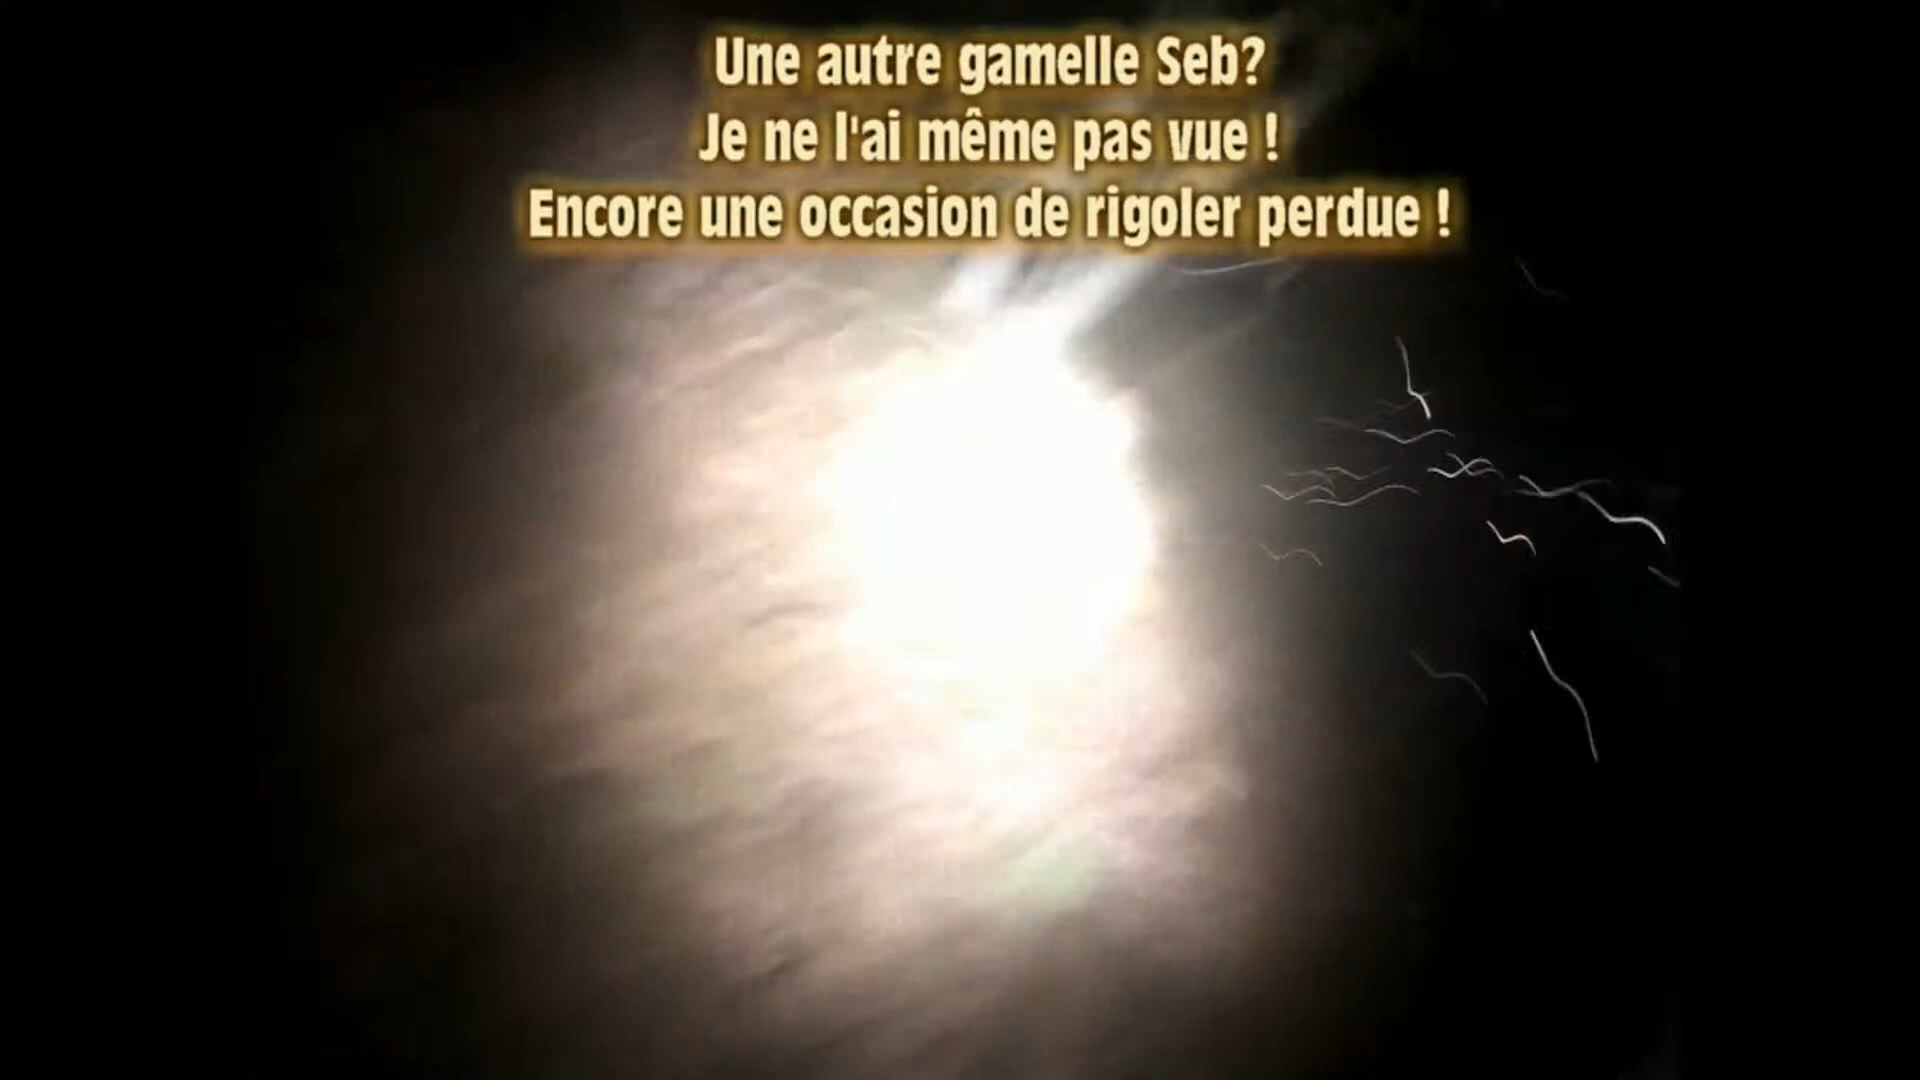 Une autre gamelle Seb?
Je ne l'ai même pas vue !
Encore une occasion de rigoler perdue !